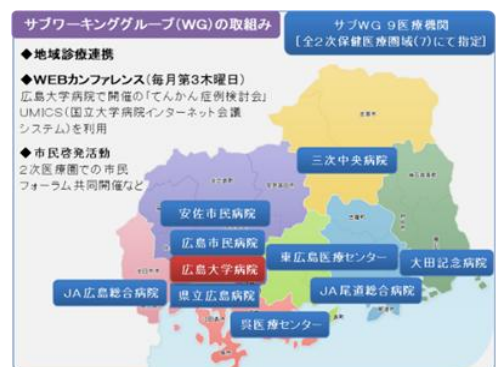 サブワーキンググループ(WG)の取組み
サブWG 9医療機関
[全2次保健医療圏域(7)にて指定]
◆地域診療連携
◆WEBカンファレンス(毎月第3木曜日)
広島大学病院で開催の「てんかん症例検討会」
UMICS(国立大学病院インターネット会議
システム)を利用
◆市民啓発活動
2次医療圏での市民
フォーラム共同開催など
三次中央病院
安佐市民病院
広島市民病院
広島大学病院
東広島医療センター
大田記念病院
JA広島総合病院
県立広島病院
JA尾道総合病院
呉医療センター